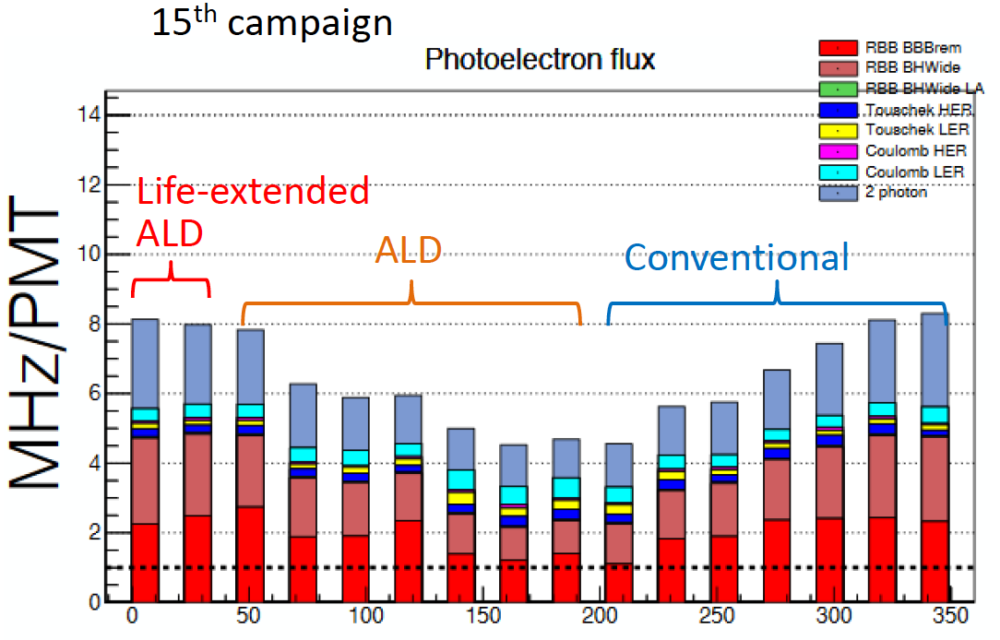 15th campaign
Photoelectron flux
RBB BBBrem
RBB BHWide
RBB BHWide LA
Touschek HER
Touschek LER
Coulomb HER
Coulomb LER
2 photon
MHz/PMT
14
12
10
8
6
4
2
0
Life-extended
ALD
ALD
Conventional
0 50 100 150 200 250 300 350